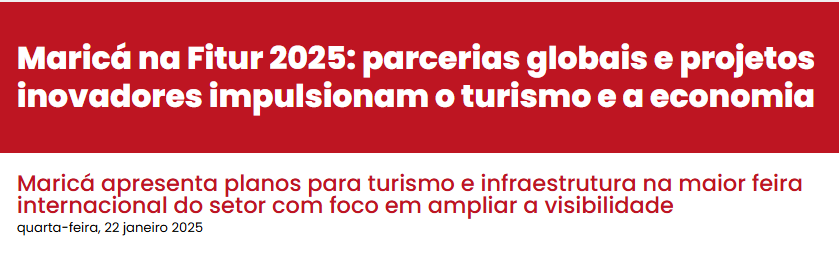 Maricá na Fitur 2025: parcerias globais e projetos
inovadores impulsionam o turismo e a economia
Maricá apresenta planos para turismo e infraestrutura na maior feira
internacional do setor com foco em ampliar a visibilidade
quarta-feira, 22 janeiro 2025